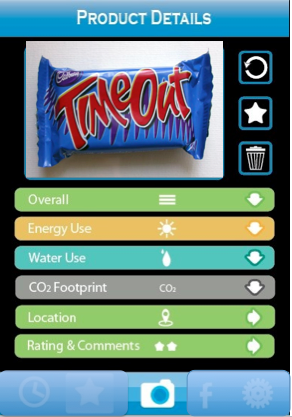 PRODUCT DETAILS
Cadbury
TimeOut
Overall
Energy Use
Water Use
CO2 Footprint CO2
Location
Rating & Comments
f